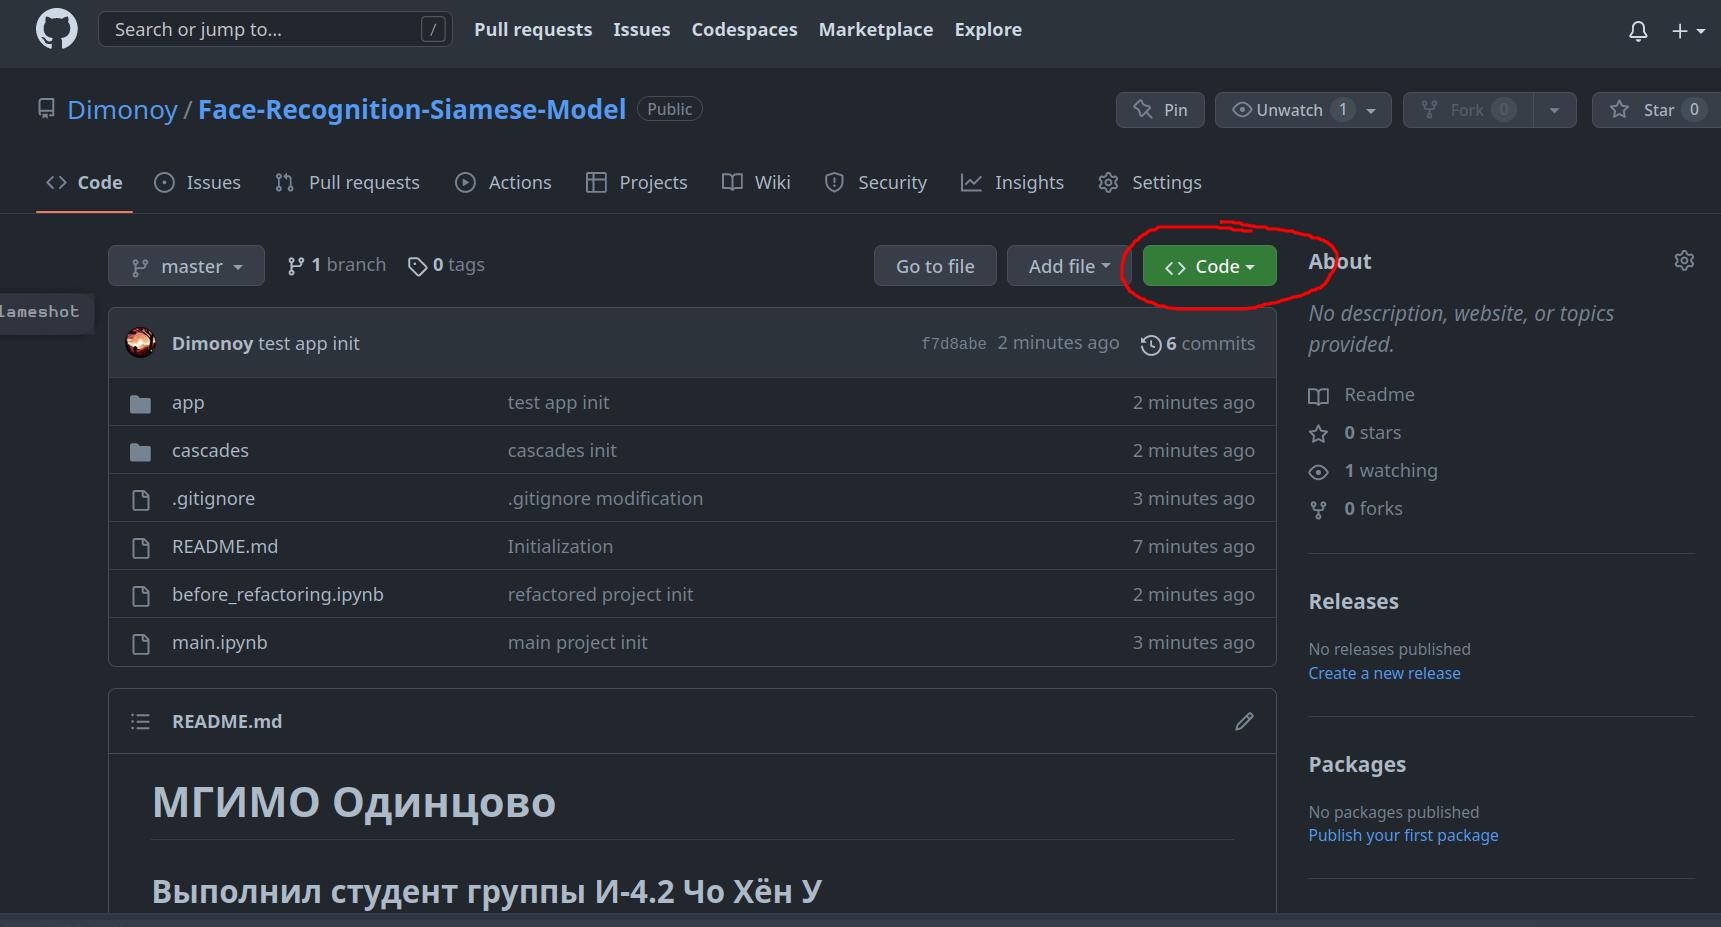 Search or jump to... / Pull requests Issues Codespaces Marketplace Explore
Dimonoy / Face-Recognition-Siamese-Model Public Pin Unwatch 1 Fork 0 Star 0
Code Issues Pull requests Actions Projects Wiki Security Insights Settings
master 1 branch 0 tags Go to file Add file Code
lameshot
Dimonoy test app init f7d8abe 2 minutes ago 6 commits
app test app init 2 minutes ago
cascades cascades init 2 minutes ago
.gitignore .gitignore modification 3 minutes ago
README.md Initialization 7 minutes ago
before_refactoring.ipynb refactored project init 2 minutes ago
main.ipynb main project init 3 minutes ago
README.md
МГИМО Одинцово
Выполнил студент группы И-4.2 Чо Хён У
About
No description, website, or topics
provided.
Readme
0 stars
1 watching
0 forks
Releases
No releases published
Create a new release
Packages
No packages published
Publish your first package